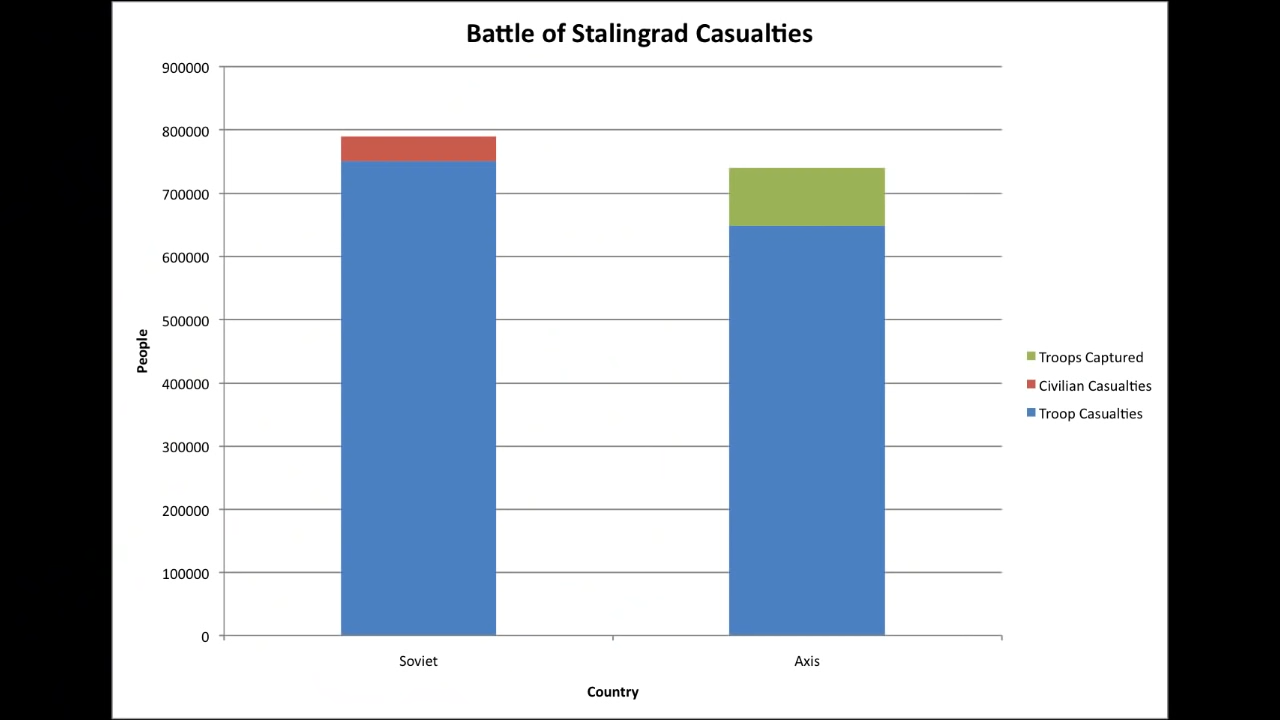 Battle of Stalingrad Casualties
900000
800000
700000
600000
500000
400000
300000
200000
100000
0
People
Soviet
Axis
Country
Troops Captured
Civilian Casualties
Troop Casualties